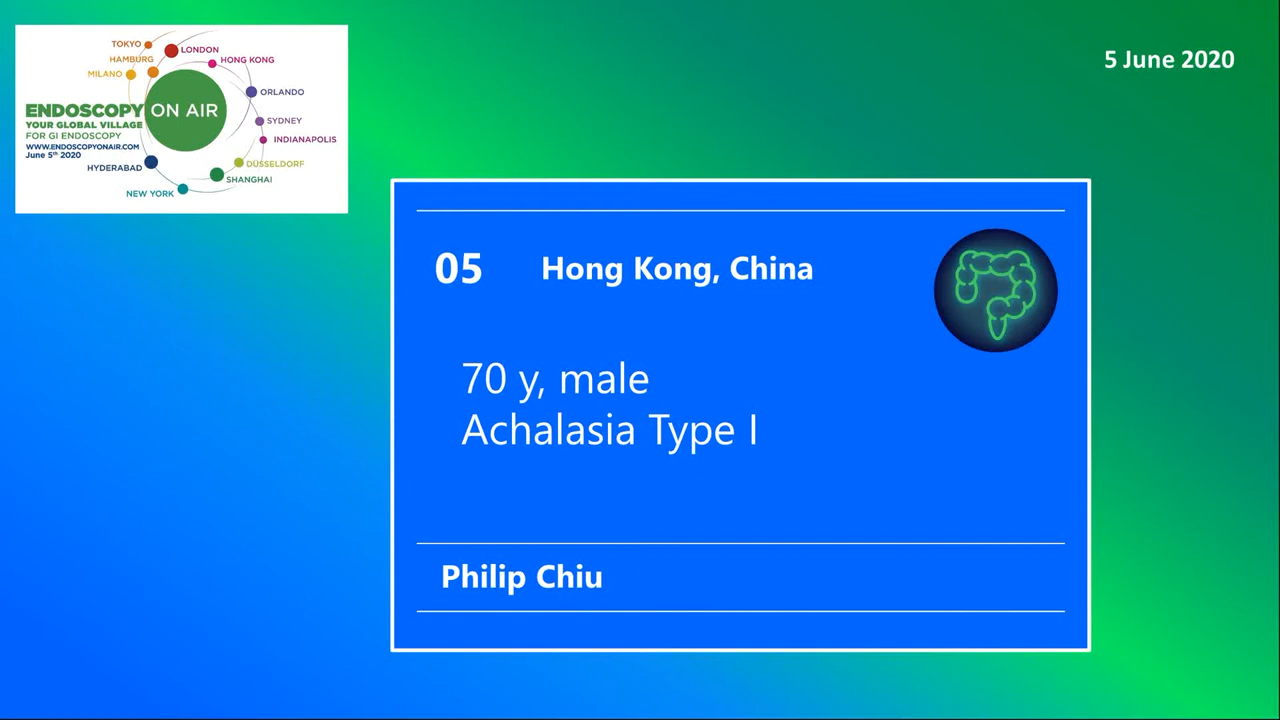 TOKYO
LONDON
HAMBURG
HONG KONG
MILANO
ORLANDO
ENDOSCOPY ON AIR
YOUR GLOBAL VILLAGE
SYDNEY
FOR GI ENDOSCOPY
INDIANAPOLIS
WWW.ENDOSCOPYONAIR.COM
June 5th 2020
HYDERABAD
DÜSSELDORF
SHANGHAI
NEW YORK
5 June 2020
05 Hong Kong, China
70 y, male
Achalasia Type I
Philip Chiu